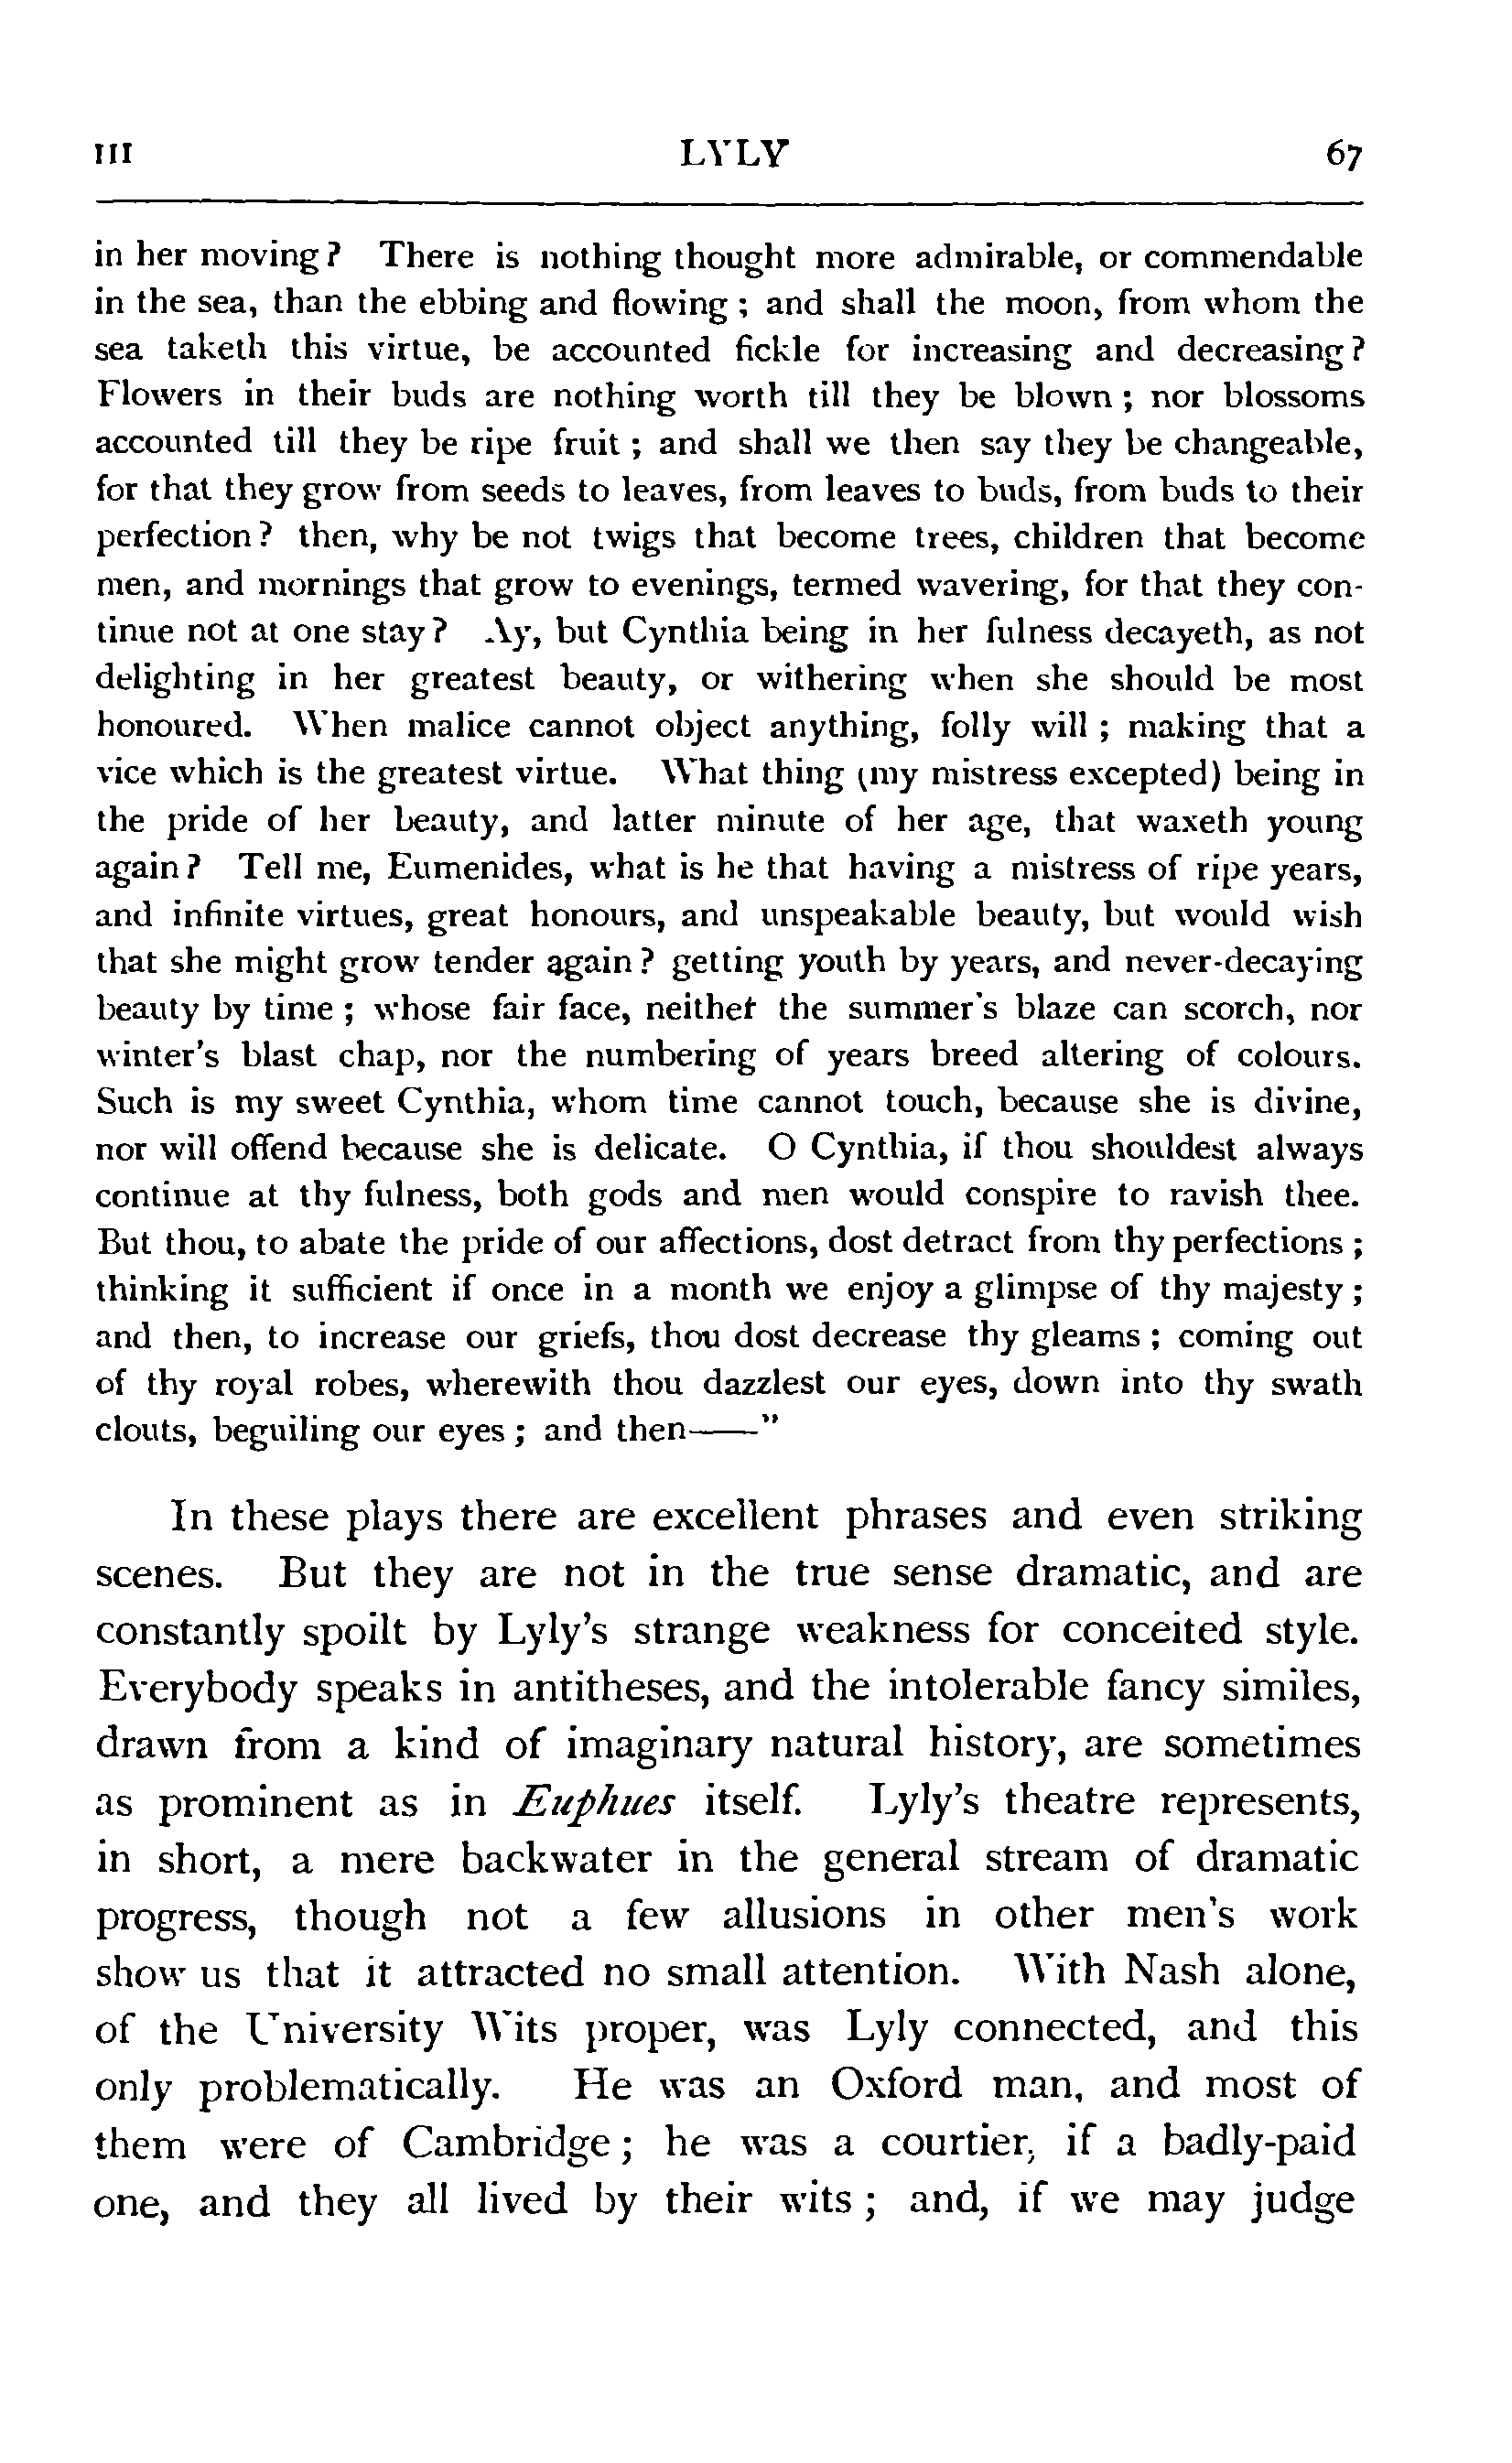 III LYLY 67
in her moving? There is nothing thought more admirable, or commendable
in the sea, than the ebbing and flowing; and shall the moon, from whom the
sea taketh this virtue, be accounted fickle for increasing and decreasing?
Flowers in their buds are nothing worth till they be blown; nor blossoms
accounted till they be ripe fruit; and shall we then say they be changeable,
for that they grow from seeds to leaves, from leaves to buds, from buds to their
perfection? then, why be not twigs that become trees, children that become
men, and mornings that grow to evenings, termed wavering, for that they con-
tinue not at one stay? Ay, but Cynthia being in her fulness decayeth, as not
delighting in her greatest beauty, or withering when she should be most
honoured. When malice cannot object anything, folly will; making that a
vice which is the greatest virtue. What thing (my mistress excepted) being in
the pride of her beauty, and latter minute of her age, that waxeth young
again? Tell me, Eumenides, what is he that having a mistress of ripe years,
and infinite virtues, great honours, and unspeakable beauty, but would wish
that she might grow tender again? getting youth by years, and never-decaying
beauty by time; whose fair face, neither the summer's blaze can scorch, nor
winter's blast chap, nor the numbering of years breed altering of colours.
Such is my sweet Cynthia, whom time cannot touch, because she is divine,
nor will offend because she is delicate. O Cynthia, if thou shouldest always
continue at thy fulness, both gods and men would conspire to ravish thee.
But thou, to abate the pride of our affections, dost detract from thy perfections;
thinking it sufficient if once in a month we enjoy a glimpse of thy majesty;
and then, to increase our griefs, thou dost decrease thy gleams; coming out
of thy royal robes, wherewith thou dazzlest our eyes, down into thy swath
clouts, beguiling our eyes; and then——"
In these plays there are excellent phrases and even striking
scenes. But they are not in the true sense dramatic, and are
constantly spoilt by Lyly's strange weakness for conceited style.
Everybody speaks in antitheses, and the intolerable fancy similes,
drawn from a kind of imaginary natural history, are sometimes
as prominent as in Euphues itself. Lyly's theatre represents,
in short, a mere backwater in the general stream of dramatic
progress, though not a few allusions in other men's work
show us that it attracted no small attention. With Nash alone,
of the University Wits proper, was Lyly connected, and this
only problematically. He was an Oxford man, and most of
them were of Cambridge; he was a courtier, if a badly-paid
one, and they all lived by their wits; and, if we may judge